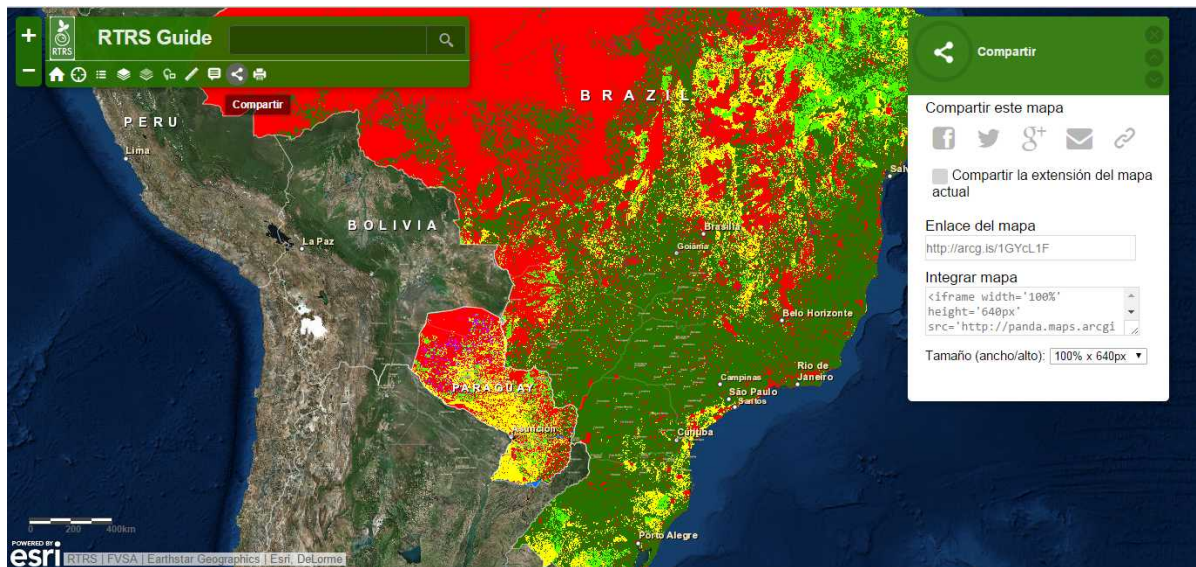 +
RTRS Guide
RTRS
−
Compartir
PERU
Lima
BRAZIL
BOLIVIA
La Paz
Brasilia
Goiânia
Belo Horizonte
PARAGUAY
Asunción
Campinas
São Paulo
Santos
Rio de
Janeiro
Curitiba
Porto Alegre
Salv
0 200 400km
POWERED BY
esri
RTRS | FVSA | Earthstar Geographics | Esri, DeLorme
Compartir
Compartir este mapa
Compartir la extensión del mapa
actual
Enlace del mapa
http://arcg.is/1GYcL1F
Integrar mapa
<iframe width='100%'
height='640px'
src='http://panda.maps.arcgi
Tamaño (ancho/alto): 100% x 640px